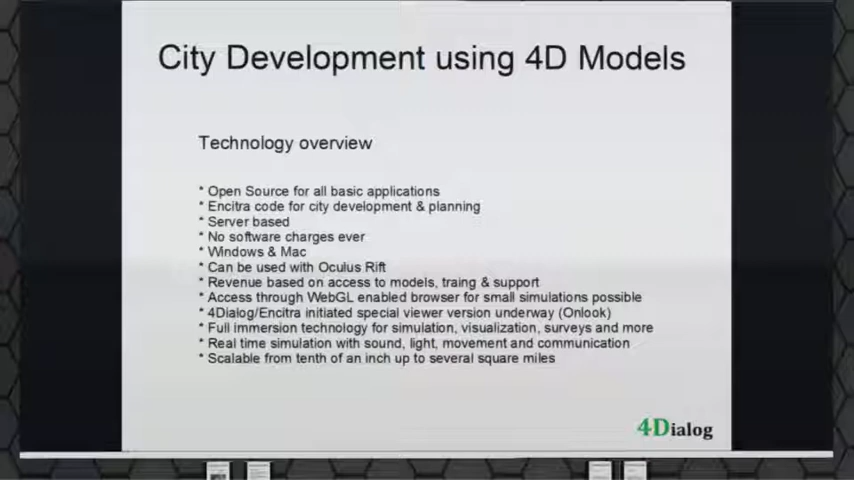 City Development using 4D Models
Technology overview
* Open Source for all basic applications
* Encitra code for city development & planning
* Server based
* No software charges ever
* Windows & Mac
* Can be used with Oculus Rift
* Revenue based on access to models, traing & support
* Access through WebGL enabled browser for small simulations possible
* 4Dialog/Encitra initiated special viewer version underway (Onlook)
* Full immersion technology for simulation, visualization, surveys and more
* Real time simulation with sound, light, movement and communication
* Scalable from tenth of an inch up to several square miles
4Dialog